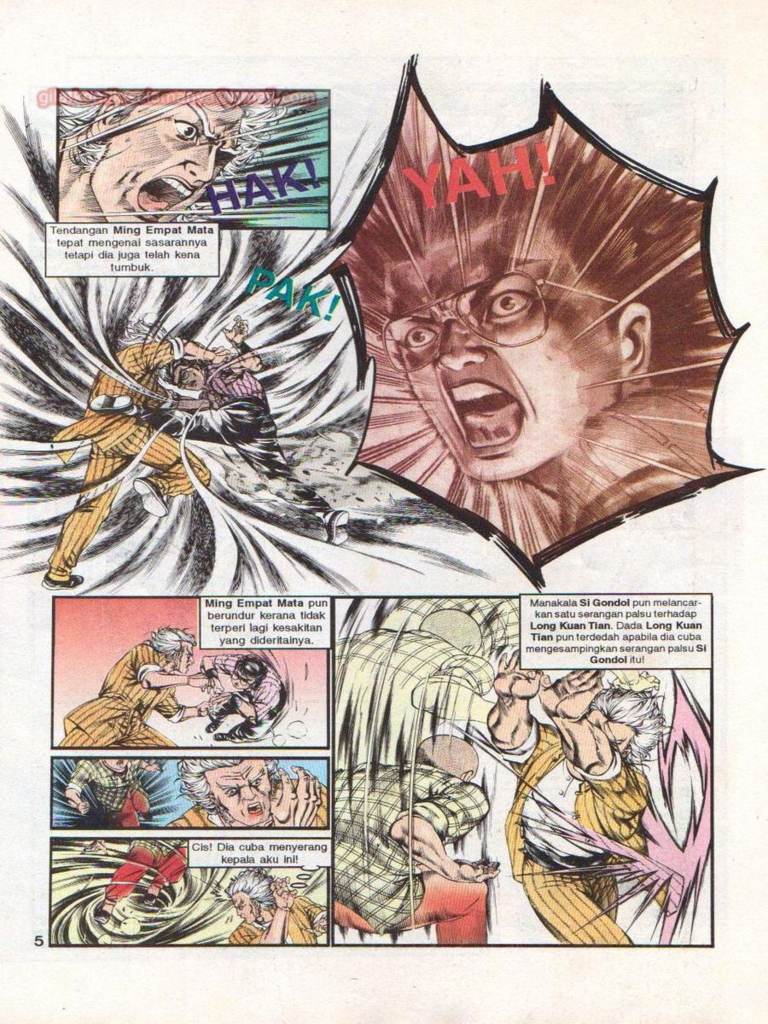 HAK!
YAH!
Tendangan Ming Empat Mata
tepat mengenai sasarannya
tetapi dia juga telah kena
tumbuk.
PAK!
Ming Empat Mata pun
berundur kerana tidak
terperi lagi kesakitan
yang dideritainya.
Manakala Si Gondol pun melancar-
kan satu serangan palsu terhadap
Long Kuan Tian. Dada Long Kuan
Tian pun terdedah apabila dia cuba
mengesampingkan serangan palsu Si
Gondol itu!
Cis! Dia cuba menyerang
kepala aku ini!
5